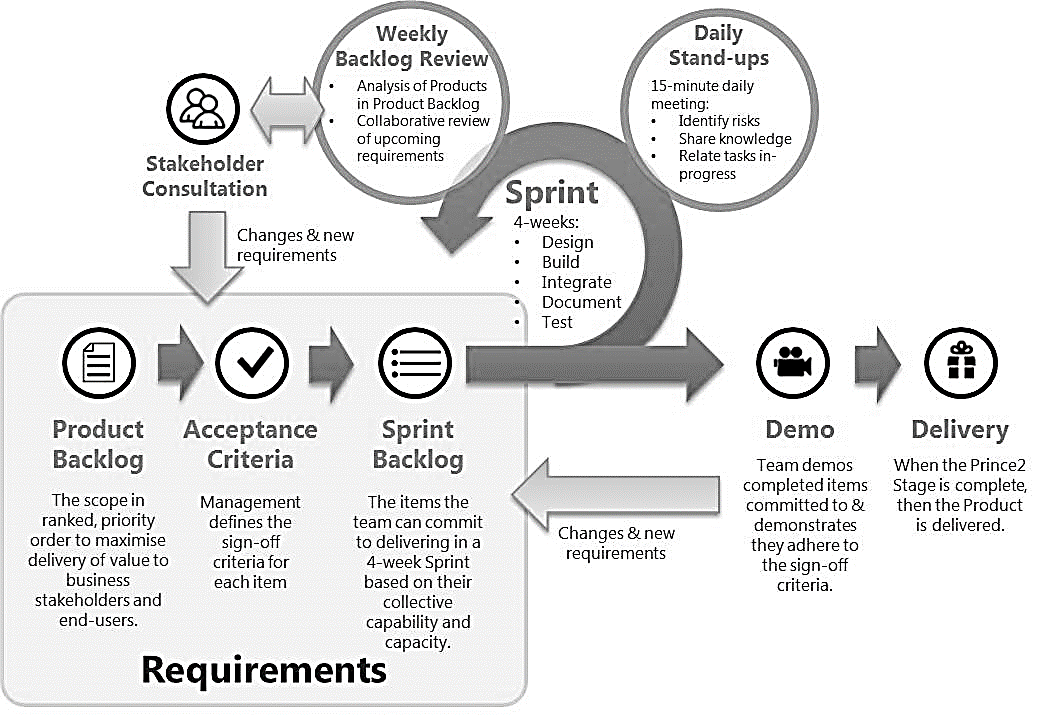 Weekly
Backlog Review
• Analysis of Products
in Product Backlog
• Collaborative review
of upcoming
requirements
Daily
Stand-ups
15-minute daily
meeting:
• Identify risks
• Share knowledge
• Relate tasks in-
progress
Stakeholder
Consultation
Changes & new
requirements
Sprint
4-weeks:
• Design
• Build
• Integrate
• Document
• Test
Product
Backlog
The scope in
ranked, priority
order to maximise
delivery of value to
business
stakeholders and
end-users.
Acceptance
Criteria
Management
defines the
sign-off
criteria for
each item
Sprint
Backlog
The items the
team can commit
to delivering in a
4-week Sprint
based on their
collective
capability and
capacity.
Requirements
Changes & new
requirements
Demo
Team demos
completed items
committed to &
demonstrates
they adhere to
the sign-off
criteria.
Delivery
When the Prince2
Stage is complete,
then the Product
is delivered.